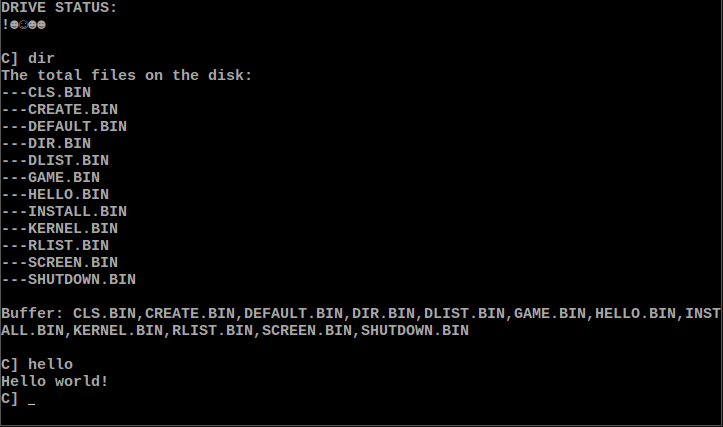 DRIVE STATUS:
!☻☺☻☻
C] dir
The total files on the disk:
---CLS.BIN
---CREATE.BIN
---DEFAULT.BIN
---DIR.BIN
---DLIST.BIN
---GAME.BIN
---HELLO.BIN
---INSTALL.BIN
---KERNEL.BIN
---RLIST.BIN
---SCREEN.BIN
---SHUTDOWN.BIN
Buffer: CLS.BIN,CREATE.BIN,DEFAULT.BIN,DIR.BIN,DLIST.BIN,GAME.BIN,HELLO.BIN,INST
ALL.BIN,KERNEL.BIN,RLIST.BIN,SCREEN.BIN,SHUTDOWN.BIN
C] hello
Hello world!
C] _